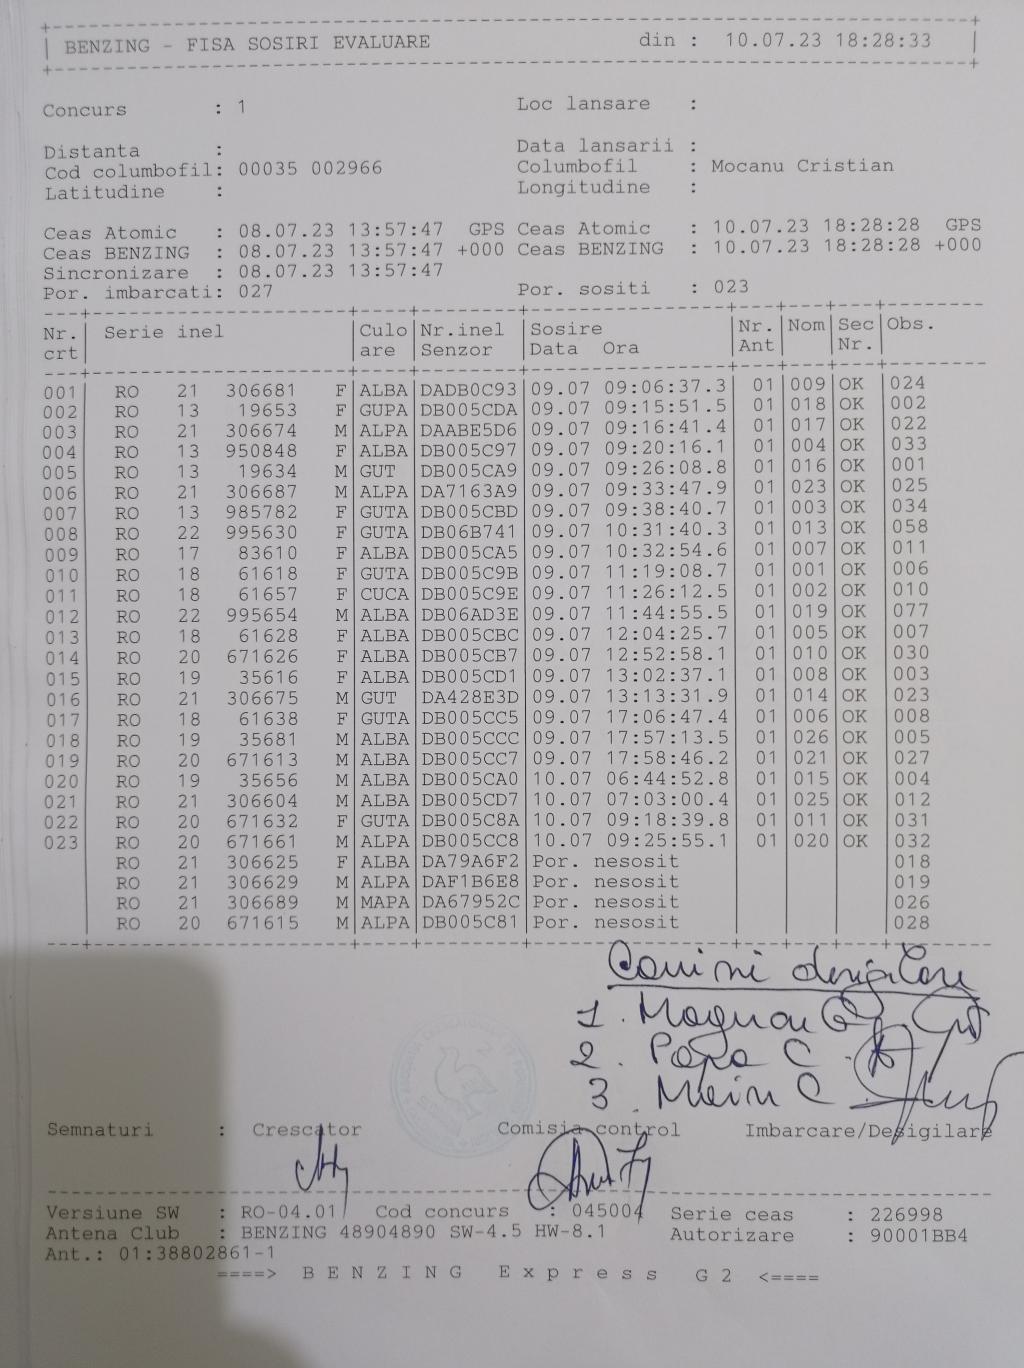 BENZING - FISA SOSIRI EVALUARE din : 10.07.23 18:28:33
Concurs : 1 Loc lansare :
Distanta : Data lansarii :
Cod columbofil: 00035 002966 Columbofil : Mocanu Cristian
Latitudine : Longitudine :
Ceas Atomic : 08.07.23 13:57:47 GPS Ceas Atomic : 10.07.23 18:28:28 GPS
Ceas BENZING : 08.07.23 13:57:47 +000 Ceas BENZING : 10.07.23 18:28:28 +000
Sincronizare : 08.07.23 13:57:47
Por. imbarcati: 027 Por. sositi : 023
Nr. Serie inel Culo Nr.inel Sosire Nr. Nom Sec Obs.
crt are Senzor Data Ora Ant Nr.
001 RO 21 306681 F ALBA DADB0C93 09.07 09:06:37.3 01 009 OK 024
002 RO 13 19653 F GUPA DB005CDA 09.07 09:15:51.5 01 018 OK 002
003 RO 21 306674 M ALPA DAABE5D6 09.07 09:16:41.4 01 017 OK 022
004 RO 13 950848 F ALBA DB005C97 09.07 09:20:16.1 01 004 OK 033
005 RO 13 19634 M GUT DB005CA9 09.07 09:26:08.8 01 016 OK 001
006 RO 21 306687 M ALPA DA7163A9 09.07 09:33:47.9 01 023 OK 025
007 RO 13 985782 F GUTA DB005CBD 09.07 09:38:40.7 01 003 OK 034
008 RO 22 995630 F GUTA DB06B741 09.07 10:31:40.3 01 013 OK 058
009 RO 17 83610 F ALBA DB005CA5 09.07 10:32:54.6 01 007 OK 011
010 RO 18 61618 F GUTA DB005C9B 09.07 11:19:08.7 01 001 OK 006
011 RO 18 61657 F CUCA DB005C9E 09.07 11:26:12.5 01 002 OK 010
012 RO 22 995654 M ALBA DB06AD3E 09.07 11:44:55.5 01 019 OK 077
013 RO 18 61628 F ALBA DB005CBC 09.07 12:04:25.7 01 005 OK 007
014 RO 20 671626 F ALBA DB005CB7 09.07 12:52:58.1 01 010 OK 030
015 RO 19 35616 F ALBA DB005CD1 09.07 13:02:37.1 01 008 OK 003
016 RO 21 306675 M GUT DA428E3D 09.07 13:13:31.9 01 014 OK 023
017 RO 18 61638 F GUTA DB005CC5 09.07 17:06:47.4 01 006 OK 008
018 RO 19 35681 M ALBA DB005CCC 09.07 17:57:13.5 01 026 OK 005
019 RO 20 671613 M ALBA DB005CC7 09.07 17:58:46.2 01 021 OK 027
020 RO 19 35656 M ALBA DB005CA0 10.07 06:44:52.8 01 015 OK 004
021 RO 21 306604 M ALBA DB005CD7 10.07 07:03:00.4 01 025 OK 012
022 RO 20 671632 F GUTA DB005C8A 10.07 09:18:39.8 01 011 OK 031
023 RO 20 671661 M ALPA DB005CC8 10.07 09:25:55.1 01 020 OK 032
RO 21 306625 F ALBA DA79A6F2 Por. nesosit 018
RO 21 306629 M ALPA DAF1B6E8 Por. nesosit 019
RO 21 306689 M MAPA DA67952C Por. nesosit 026
RO 20 671615 M ALPA DB005C81 Por. nesosit 028
1.
2. Popa C
3. C
Semnaturi : Crescator Comisia control Imbarcare/Desigilare
Versiune SW : RO-04.01 Cod concurs : 045004 Serie ceas : 226998
Antena Club : BENZING 48904890 SW-4.5 HW-8.1 Autorizare : 90001BB4
Ant.: 01:38802861-1
====> B E N Z I N G E x p r e s s G 2 <====